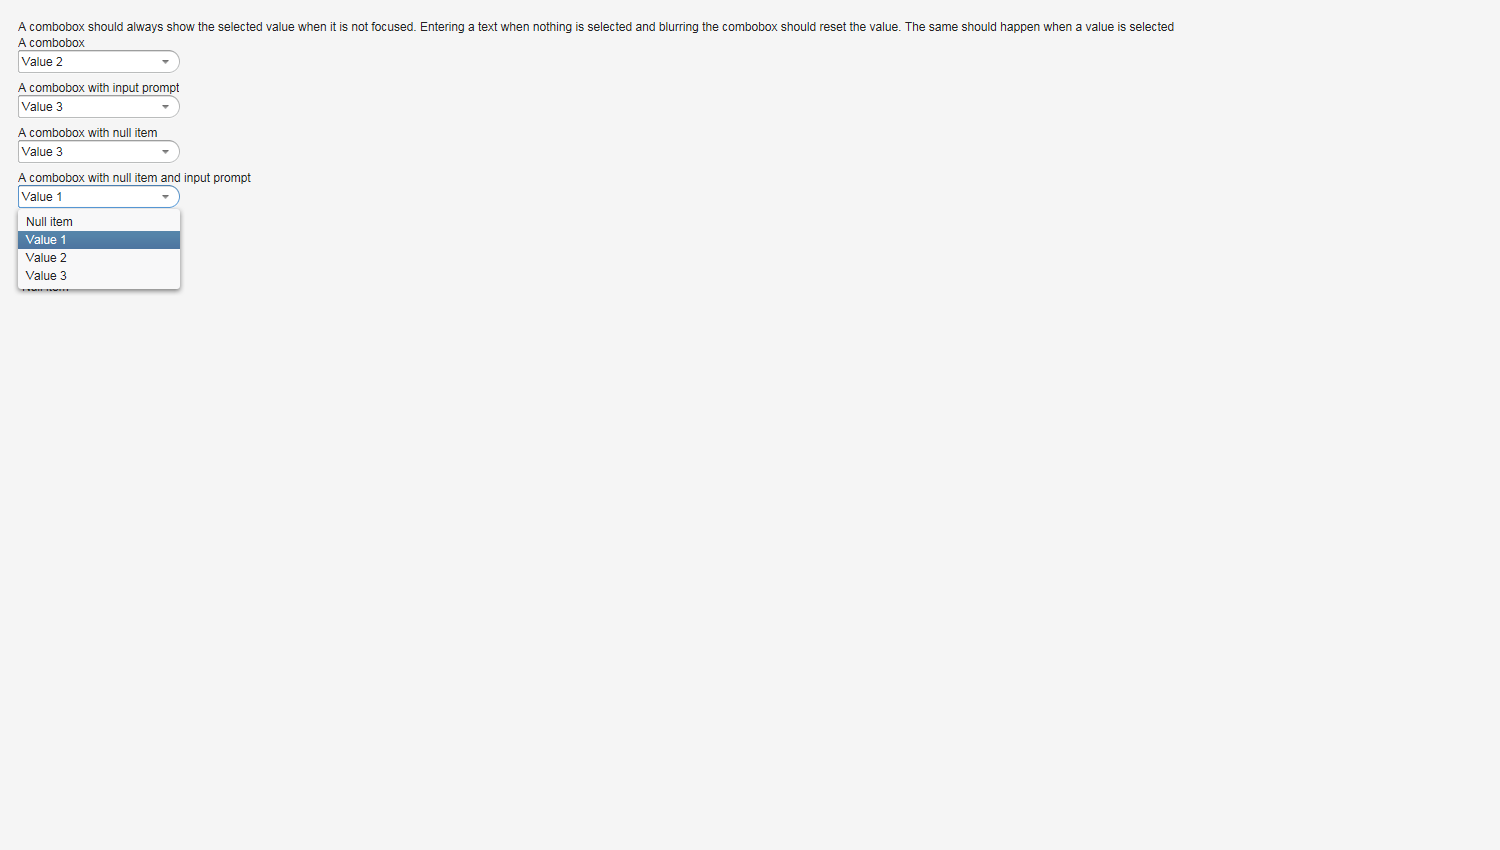 A combobox should always show the selected value when it is not focused. Entering a text when nothing is selected and blurring the combobox should reset the value. The same should happen when a value is selected
A combobox
Value 2
A combobox with input prompt
Value 3
A combobox with null item
Value 3
A combobox with null item and input prompt
Value 1
Null item
Value 1
Value 2
Value 3